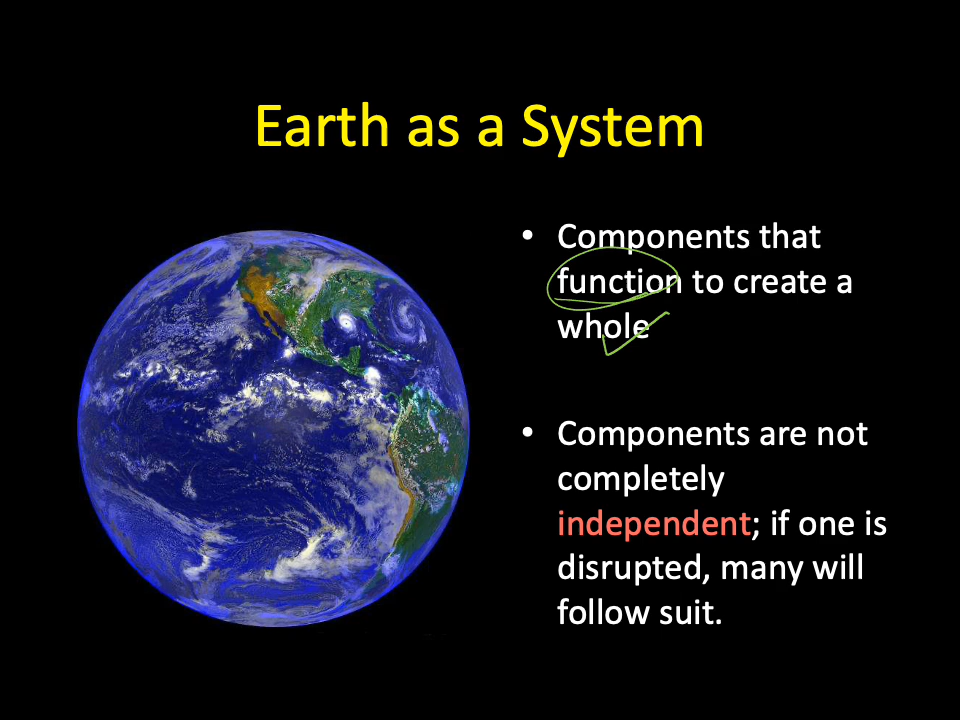 Earth as a System
• Components that
function to create a
whole
• Components are not
completely
independent; if one is
disrupted, many will
follow suit.